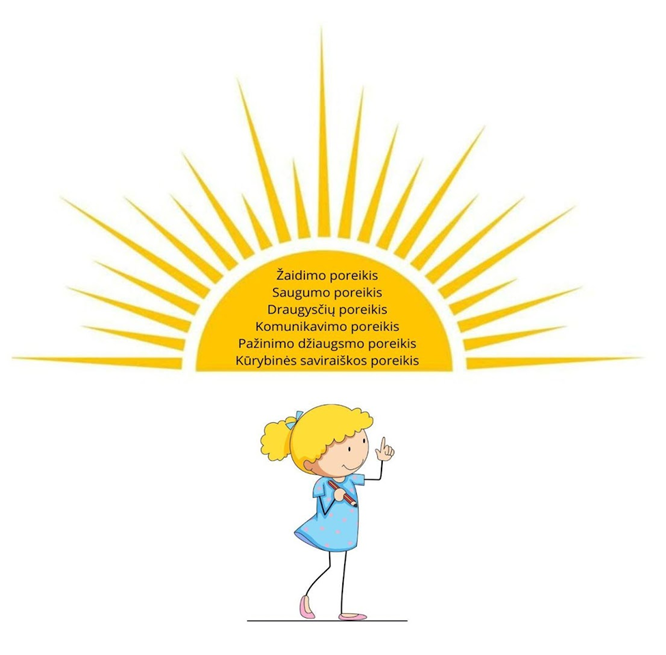 Žaidimo poreikis
Saugumo poreikis
Draugysčių poreikis
Komunikavimo poreikis
Pažinimo džiaugsmo poreikis
Kūrybinės saviraiškos poreikis